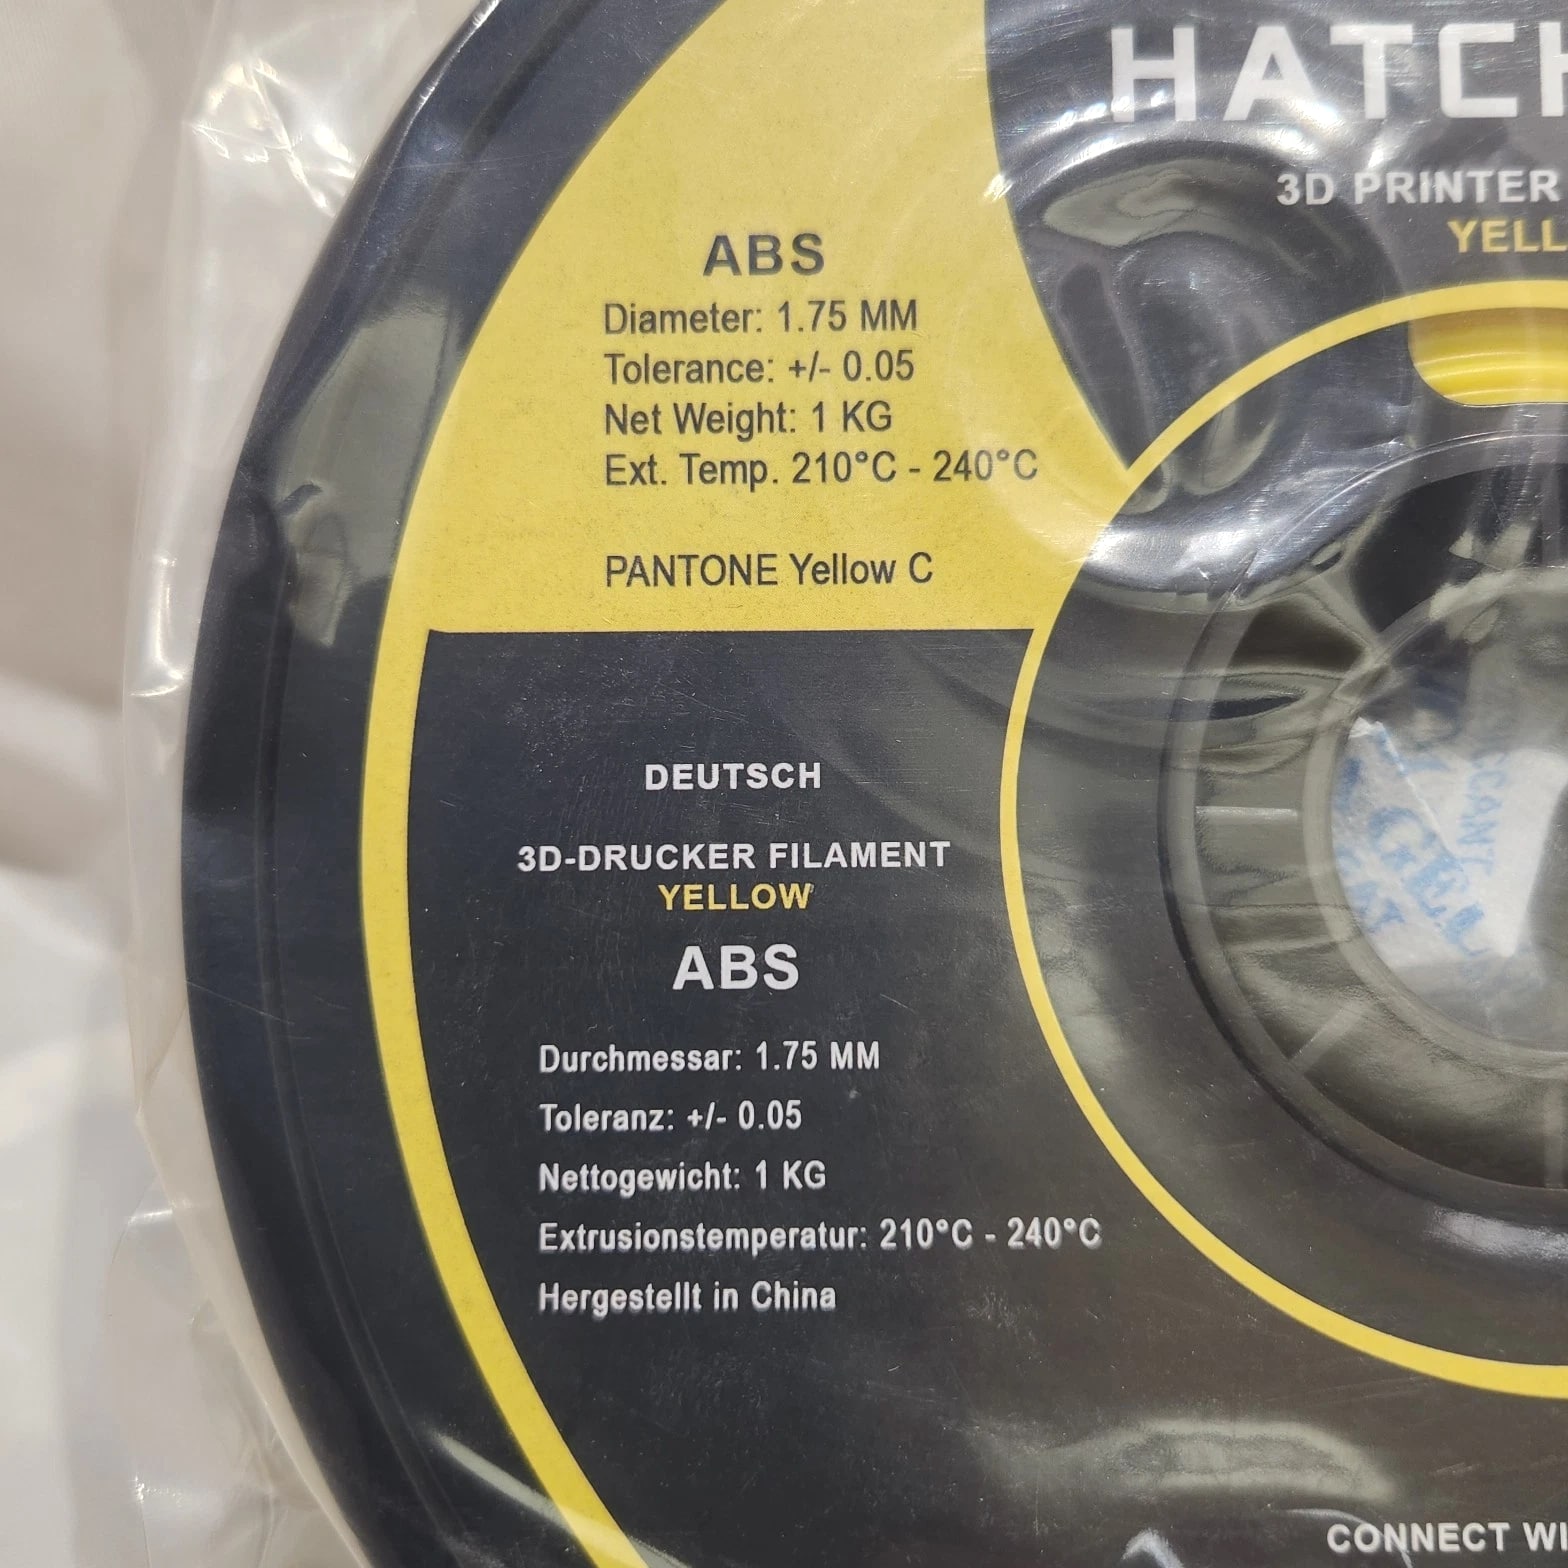 HATCH
3D PRINTER
YELL
ABS
Diameter: 1.75 MM
Tolerance: +/- 0.05
Net Weight: 1 KG
Ext. Temp. 210°C - 240°C
PANTONE Yellow C
DEUTSCH
3D-DRUCKER FILAMENT
YELLOW
ABS
Durchmessar: 1.75 MM
Toleranz: +/- 0.05
Nettogewicht: 1 KG
Extrusionstemperatur: 210°C - 240°C
Hergestellt in China
CONNECT WI